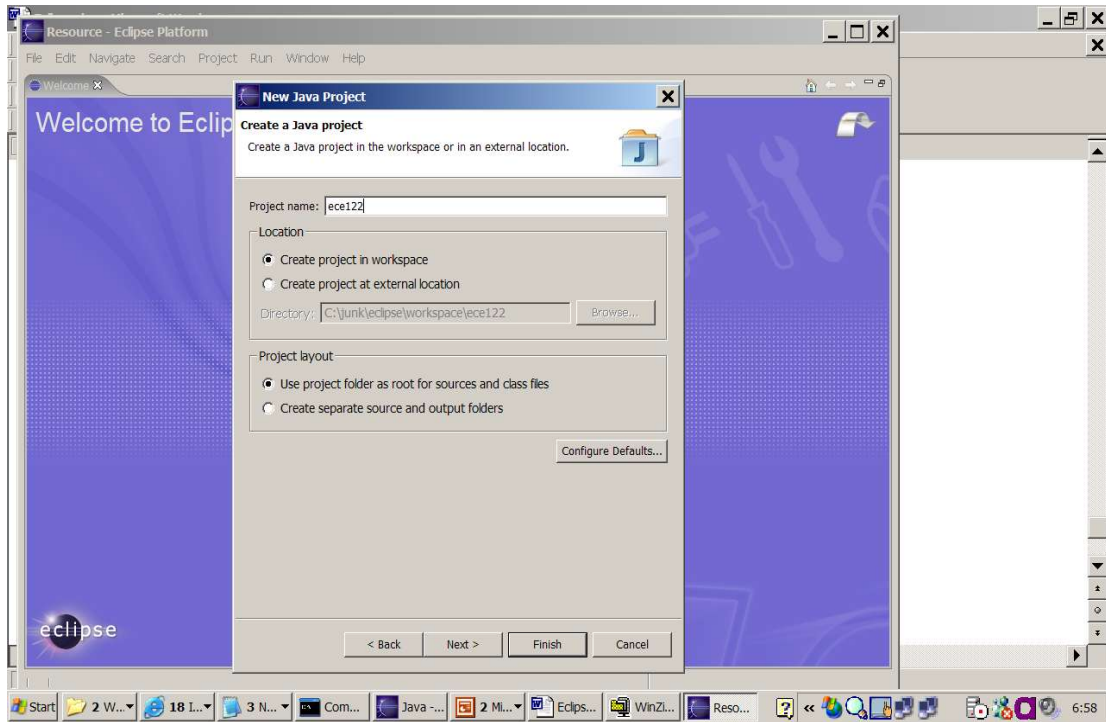 Resource - Eclipse Platform
File Edit Navigate Search Project Run Window Help
Welcome
Welcome to Eclip
New Java Project
Create a Java project
Create a Java project in the workspace or in an external location.
J
Project name: ece122
Location
Create project in workspace
Create project at external location
Directory: C:\junk\eclipse\workspace\ece122 Browse...
Project layout
Use project folder as root for sources and class files
Create separate source and output folders
Configure Defaults...
eclipse
< Back Next > Finish Cancel
Start 2 W... 18 I... 3 N... Com... Java -... 2 Mi... Eclips... WinZi... Reso... « 6:58